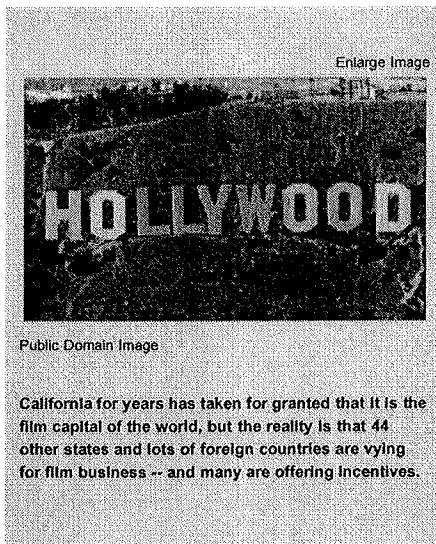 Enlarge Image
HOLLYWOOD
Public Domain Image
California for years has taken for granted that it is the
film capital of the world, but the reality is that 44
other states and lots of foreign countries are vying
for film business -- and many are offering incentives.